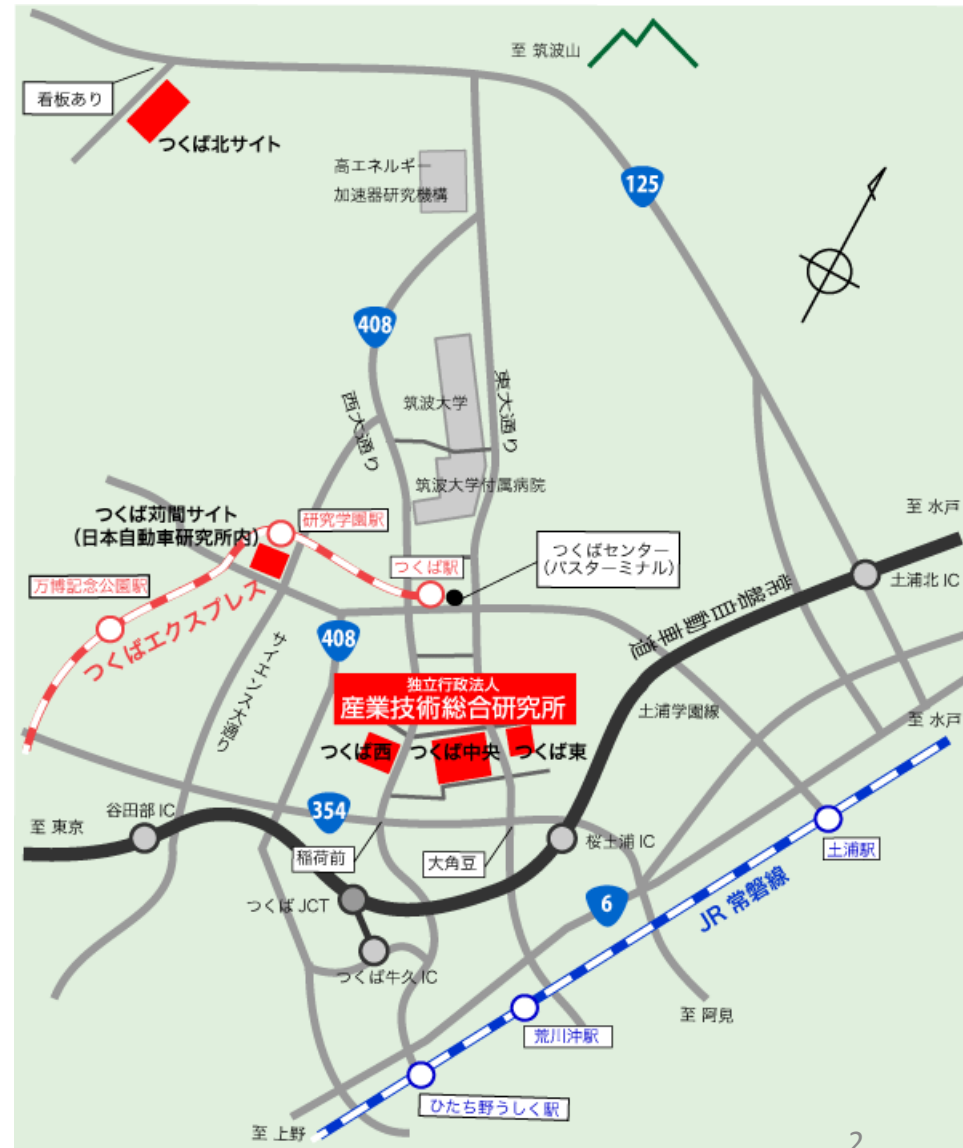 至 筑波山
看板あり
つくば北サイト
高エネルギー
加速器研究機構
125
408
西大通り
筑波大学
東大通り
筑波大学付属病院
つくば苅間サイト
(日本自動車研究所内)
研究学園駅
つくば駅
つくばセンター
(バスターミナル)
至 水戸
土浦北 IC
常磐自動車道
万博記念公園駅
つくばエクスプレス
サイエンス大通り
408
独立行政法人
産業技術総合研究所
土浦学園線
至 水戸
つくば西
つくば中央
つくば東
354
谷田部 IC
至 東京
稲荷前
大角豆
桜土浦 IC
土浦駅
つくば JCT
6
JR 常磐線
つくば牛久 IC
至 阿見
荒川沖駅
ひたち野うしく駅
至 上野
2